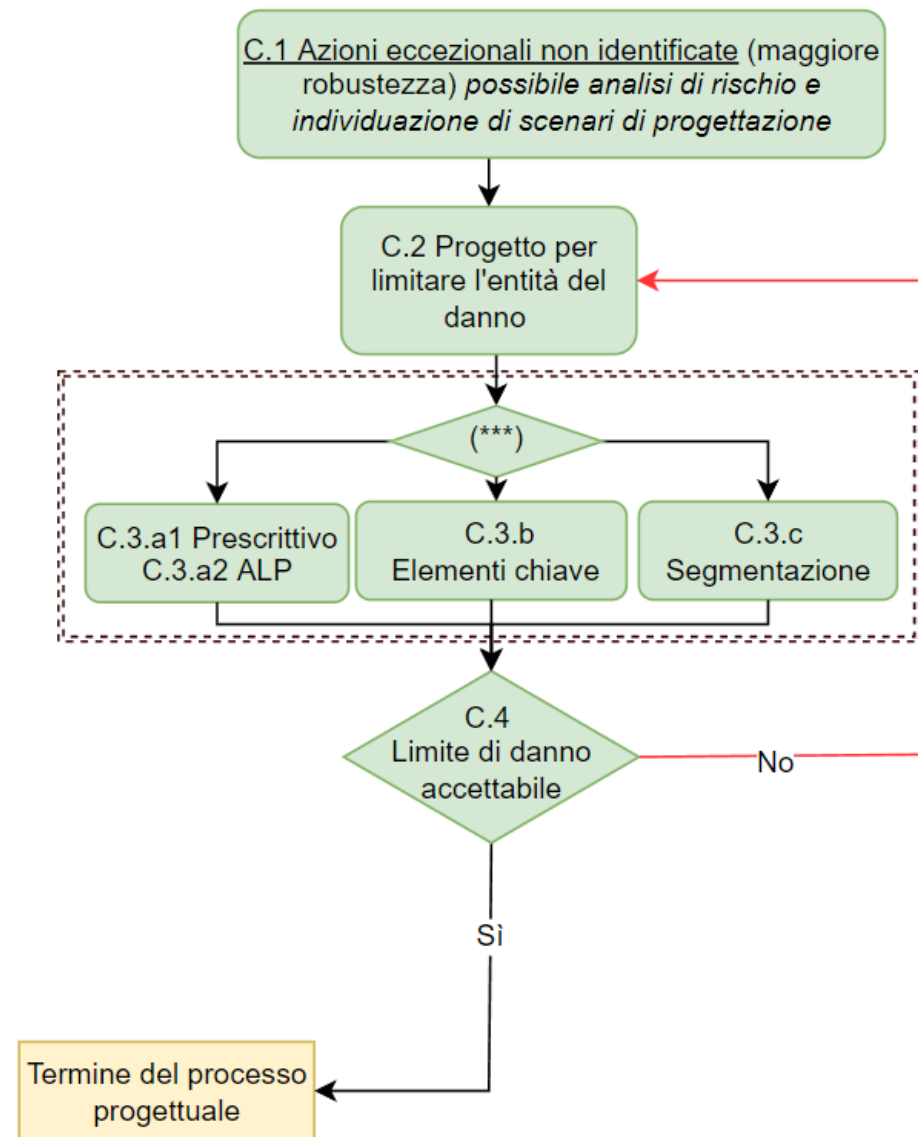 C.1 Azioni eccezionali non identificate (maggiore
robustezza) possibile analisi di rischio e
individuazione di scenari di progettazione
C.2 Progetto per
limitare l'entità del
danno
(***)
C.3.a1 Prescrittivo
C.3.a2 ALP
C.3.b
Elementi chiave
C.3.c
Segmentazione
C.4
Limite di danno
accettabile
No
Sì
Termine del processo
progettuale